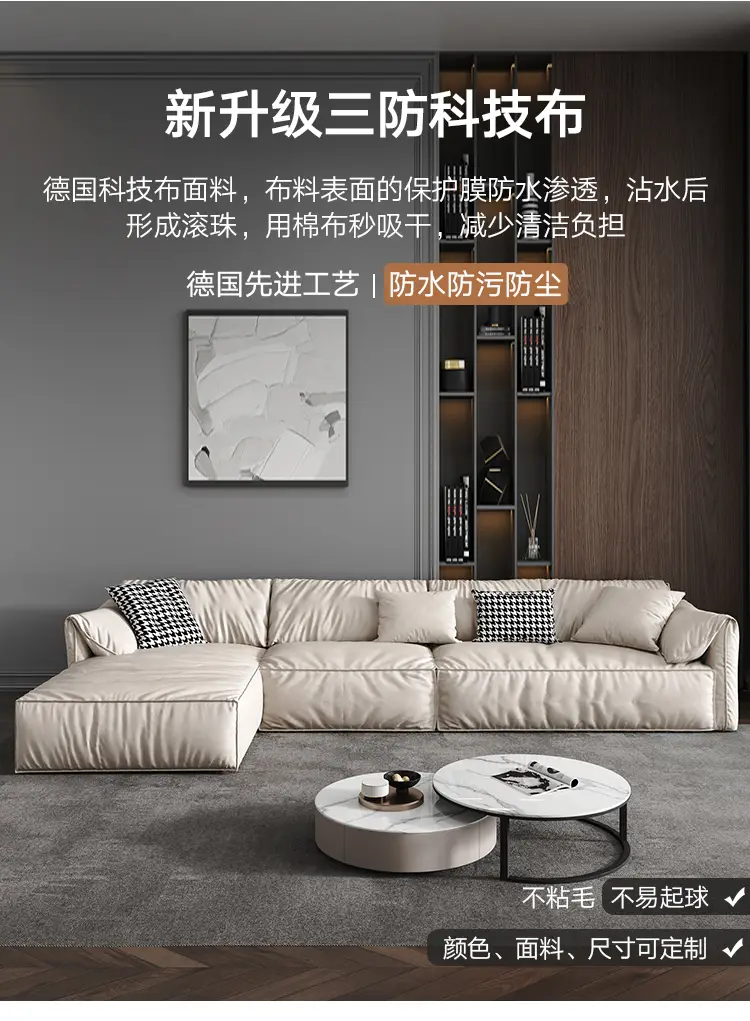 新升级三防科技布
德国科技布面料，布料表面的保护膜防水渗透，沾水后
形成滚珠，用棉布秒吸干，减少清洁负担
德国先进工艺 | 防水防污防尘
不粘毛 不易起球 ✓
颜色、面料、尺寸可定制 ✓